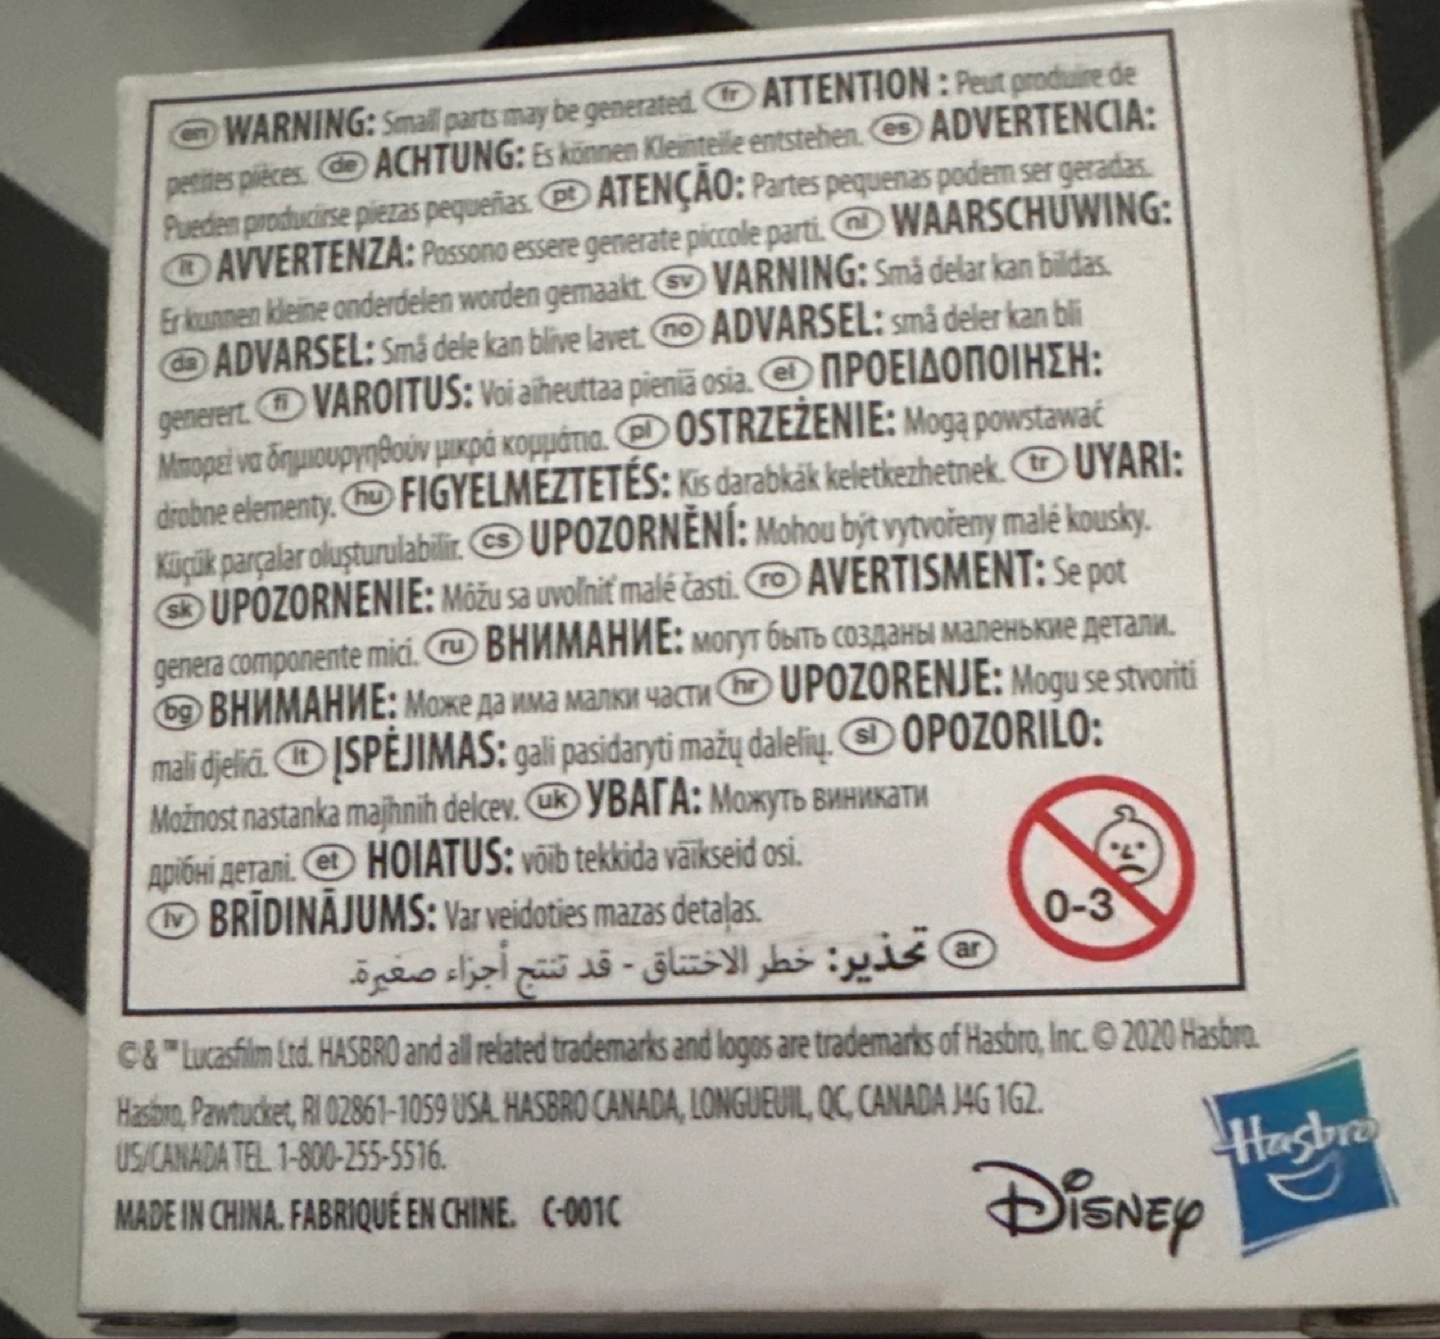 en WARNING: Small parts may be generated. fr ATTENTION : Peut produire de
petites pièces. de ACHTUNG: Es können Kleinteile entstehen. es ADVERTENCIA:
Pueden producirse piezas pequeñas. pt ATENÇÃO: Partes pequenas podem ser geradas.
it AVVERTENZA: Possono essere generate piccole parti. nl WAARSCHUWING:
Er kunnen kleine onderdelen worden gemaakt. sv VARNING: Små delar kan bildas.
da ADVARSEL: Små dele kan blive lavet. no ADVARSEL: små deler kan bli
generert. fi VAROITUS: Voi aiheuttaa pieniä osia. el ΠΡΟΕΙΔΟΠΟΙΗΣΗ:
Μπορεί να δημιουργηθούν μικρά κομμάτια. pl OSTRZEŻENIE: Mogą powstawać
drobne elementy. hu FIGYELMEZTETÉS: Kis darabkák keletkezhetnek. tr UYARI:
Küçük parçalar oluşturulabilir. cs UPOZORNĚNÍ: Mohou být vytvořeny malé kousky.
sk UPOZORNENIE: Môžu sa uvoľniť malé časti. ro AVERTISMENT: Se pot
genera componente mici. ru ВНИМАНИЕ: могут быть созданы маленькие детали.
bg ВНИМАНИЕ: Може да има малки части hr UPOZORENJE: Mogu se stvoriti
mali djelići. lt ĮSPĖJIMAS: gali pasidaryti mažų dalelių. sl OPOZORILO:
Možnost nastanka majhnih delcev. uk УВАГА: Можуть виникати
дрібні деталі. et HOIATUS: võib tekkida väikseid osi.
lv BRĪDINĀJUMS: Var veidoties mazas detaļas.
ar تحذير: خطر الاختناق - قد تنتج أجزاء صغيرة.
0-3
©&™ Lucasfilm Ltd. HASBRO and all related trademarks and logos are trademarks of Hasbro, Inc. © 2020 Hasbro.
Hasbro, Pawtucket, RI 02861-1059 USA. HASBRO CANADA, LONGUEUIL, QC, CANADA J4G 1G2.
US/CANADA TEL. 1-800-255-5516.
MADE IN CHINA. FABRIQUÉ EN CHINE. C-001C
Disney
Hasbro